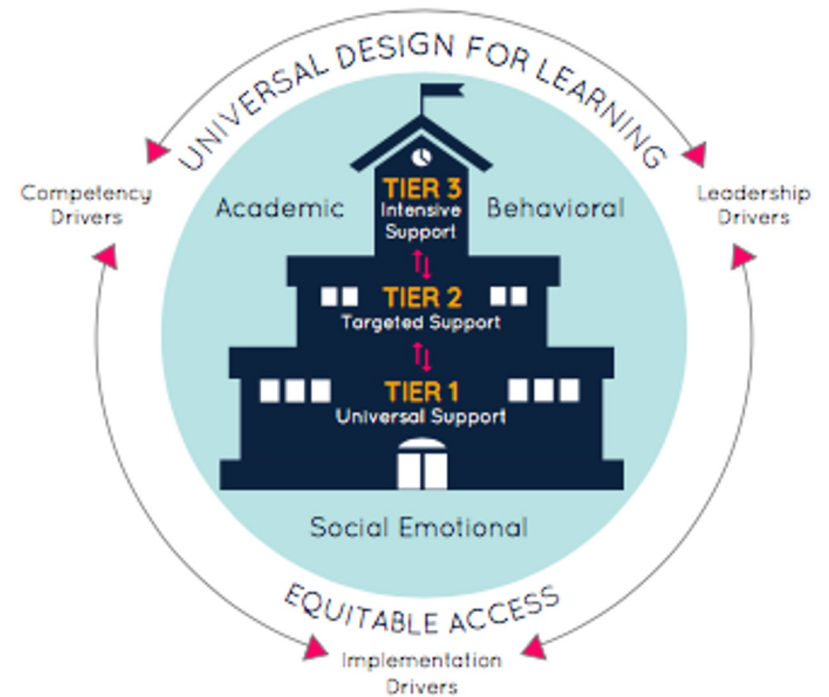 UNIVERSAL DESIGN FOR LEARNING
Competency
Drivers
Leadership
Drivers
Academic
Behavioral
TIER 3
Intensive
Support
TIER 2
Targeted Support
TIER 1
Universal Support
Social Emotional
EQUITABLE ACCESS
Implementation
Drivers